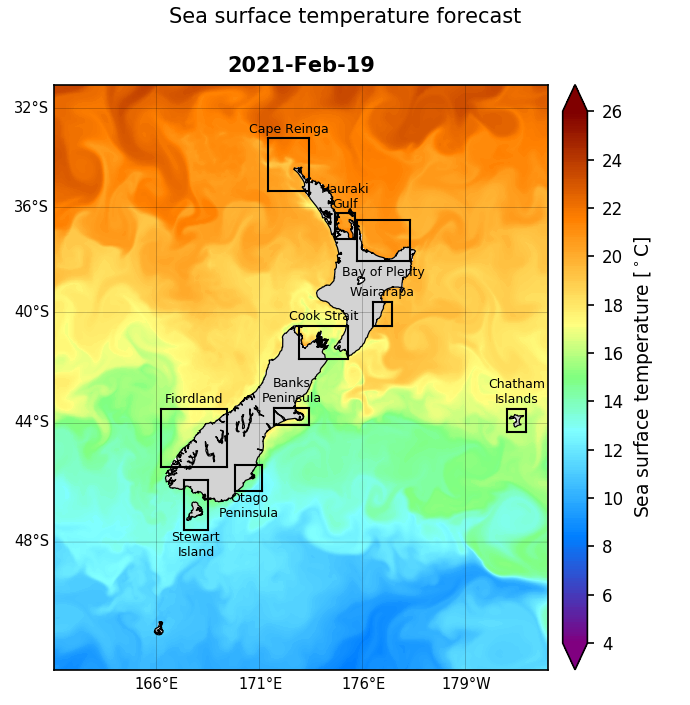 Sea surface temperature forecast
2021-Feb-19
32°S
36°S
40°S
44°S
48°S
166°E
171°E
176°E
179°W
Cape Reinga
Hauraki
Gulf
Bay of Plenty
Wairarapa
Cook Strait
Banks
Peninsula
Fiordland
Chatham
Islands
Otago
Peninsula
Stewart
Island
26
24
22
20
18
16
14
12
10
8
6
4
Sea surface temperature [°C]